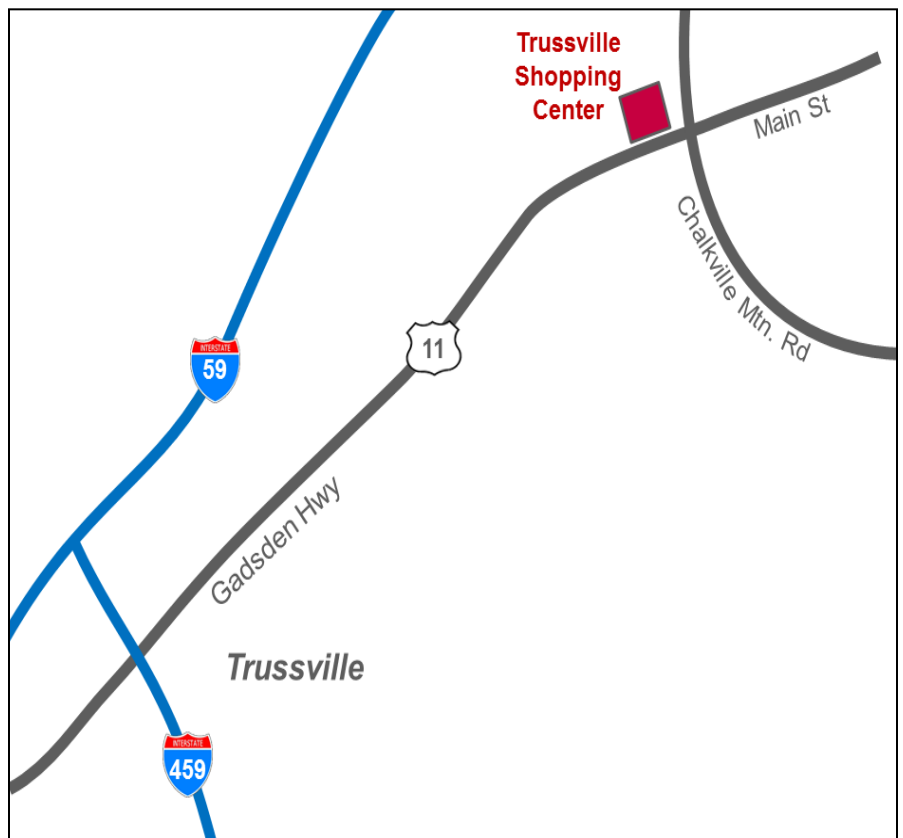 Trussville
Shopping
Center
Main St
Chalkville Mtn. Rd
INTERSTATE
59
11
Gadsden Hwy
Trussville
INTERSTATE
459